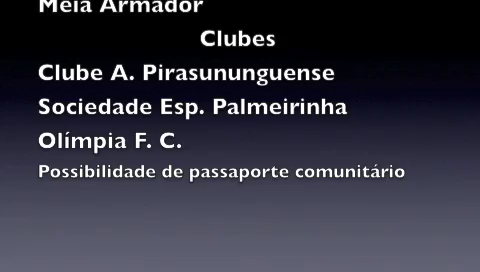 Meia Armador
Clubes
Clube A. Pirasununguense
Sociedade Esp. Palmeirinha
Olímpia F. C.
Possibilidade de passaporte comunitário